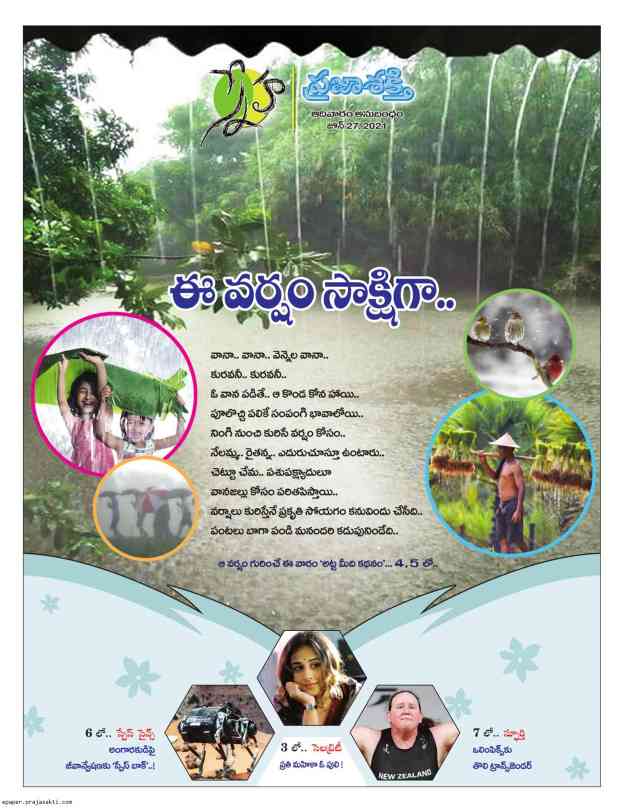 స్నేహ
ప్రజాశక్తి
ఆదివారం అనుబంధం
జూన్ 27, 2021
ఈ వర్షం సాక్షిగా..
వానా.. వానా.. వెన్నెల వానా..
కురవనీ.. కురవనీ..
ఓ వాన పడితే.. ఆ కొండ కోన హాయి..
పూలొచ్చి పలికే సంపంగి భావాలోయి..
నింగి నుంచి కురిసే వర్షం కోసం..
నేలమ్మ.. రైతన్న.. ఎదురుచూస్తూ ఉంటారు..
చెట్టూ చేమ.. పశుపక్ష్యాదులూ
వానజల్లు కోసం పరితపిస్తాయి..
వర్షాలు కురిస్తేనే ప్రకృతి సోయగం కనువిందు చేసేది..
పంటలు బాగా పండి మనందరి కడుపునిండేది..
ఆ వర్షం గురించే ఈ వారం 'అట్ట మీది కథనం'... 4, 5 లో..
6 లో.. స్పేస్ సైన్స్
అంగారకుడిపై
జీవాన్వేషణకు 'స్పేస్ బాక్'..!
3 లో.. సెలబ్రిటీ
ప్రతి మహిళా ఓ పులి !
7 లో.. స్ఫూర్తి
ఒలింపిక్స్‌కు
తొలి ట్రాన్స్‌జెండర్
NEW ZEALAND
epaper.prajasakti.com